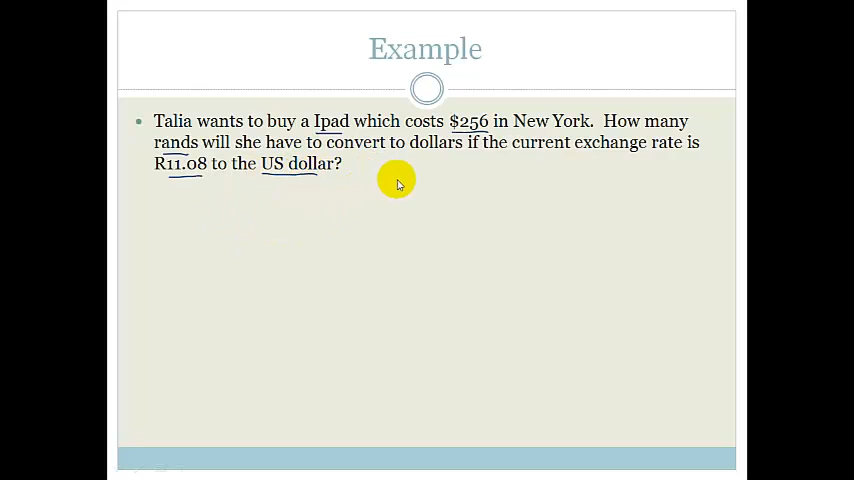 Example
Talia wants to buy a Ipad which costs $256 in New York. How many
rands will she have to convert to dollars if the current exchange rate is
R11.08 to the US dollar?